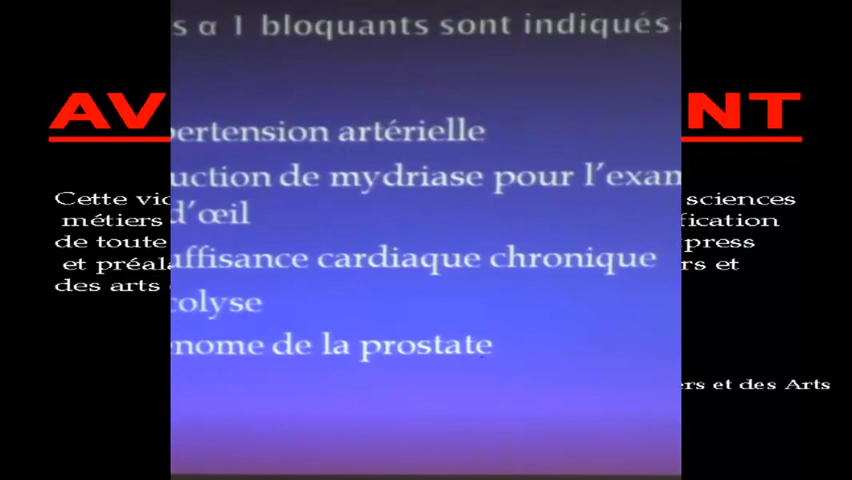 s α 1 bloquants sont indiqués
AV NT
pertension artérielle
uction de mydriase pour l'exam
Cette vic sciences
métiers fication
d'œil
de toute press
et préala rs et
uffisance cardiaque chronique
des arts
colyse
nome de la prostate
ers et des Arts